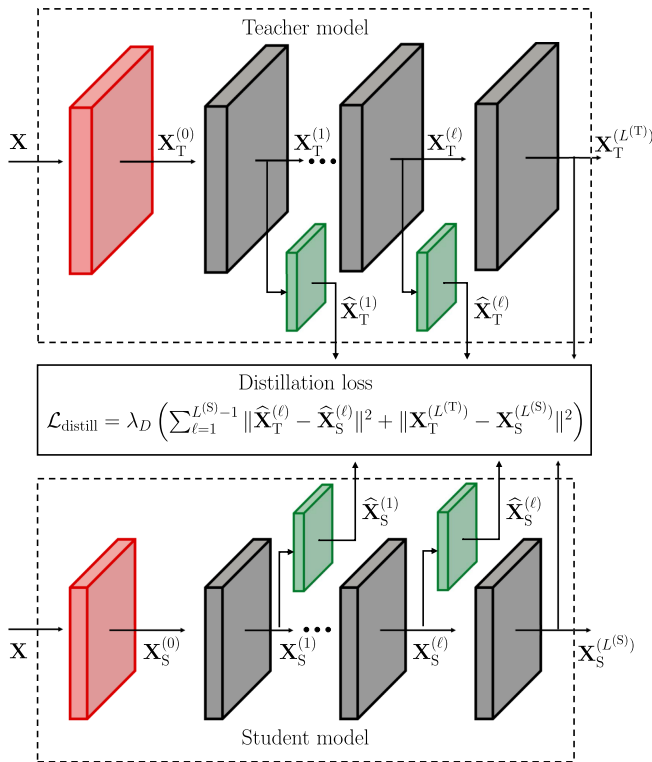 Teacher model
X
X_T^{(0)}
X_T^{(1)}
•••
X_T^{(ℓ)}
X_T^{(L^{(T)})}
X̂_T^{(1)}
X̂_T^{(ℓ)}
Distillation loss
ℒ_distill = λ_D ( ∑_{ℓ=1}^{L^{(S)}−1} ‖X̂_T^{(ℓ)} − X̂_S^{(ℓ)}‖² + ‖X_T^{(L^{(T)})} − X_S^{(L^{(S)})}‖² )
X̂_S^{(1)}
X̂_S^{(ℓ)}
X
X_S^{(0)}
X_S^{(1)}
•••
X_S^{(ℓ)}
X_S^{(L^{(S)})}
Student model